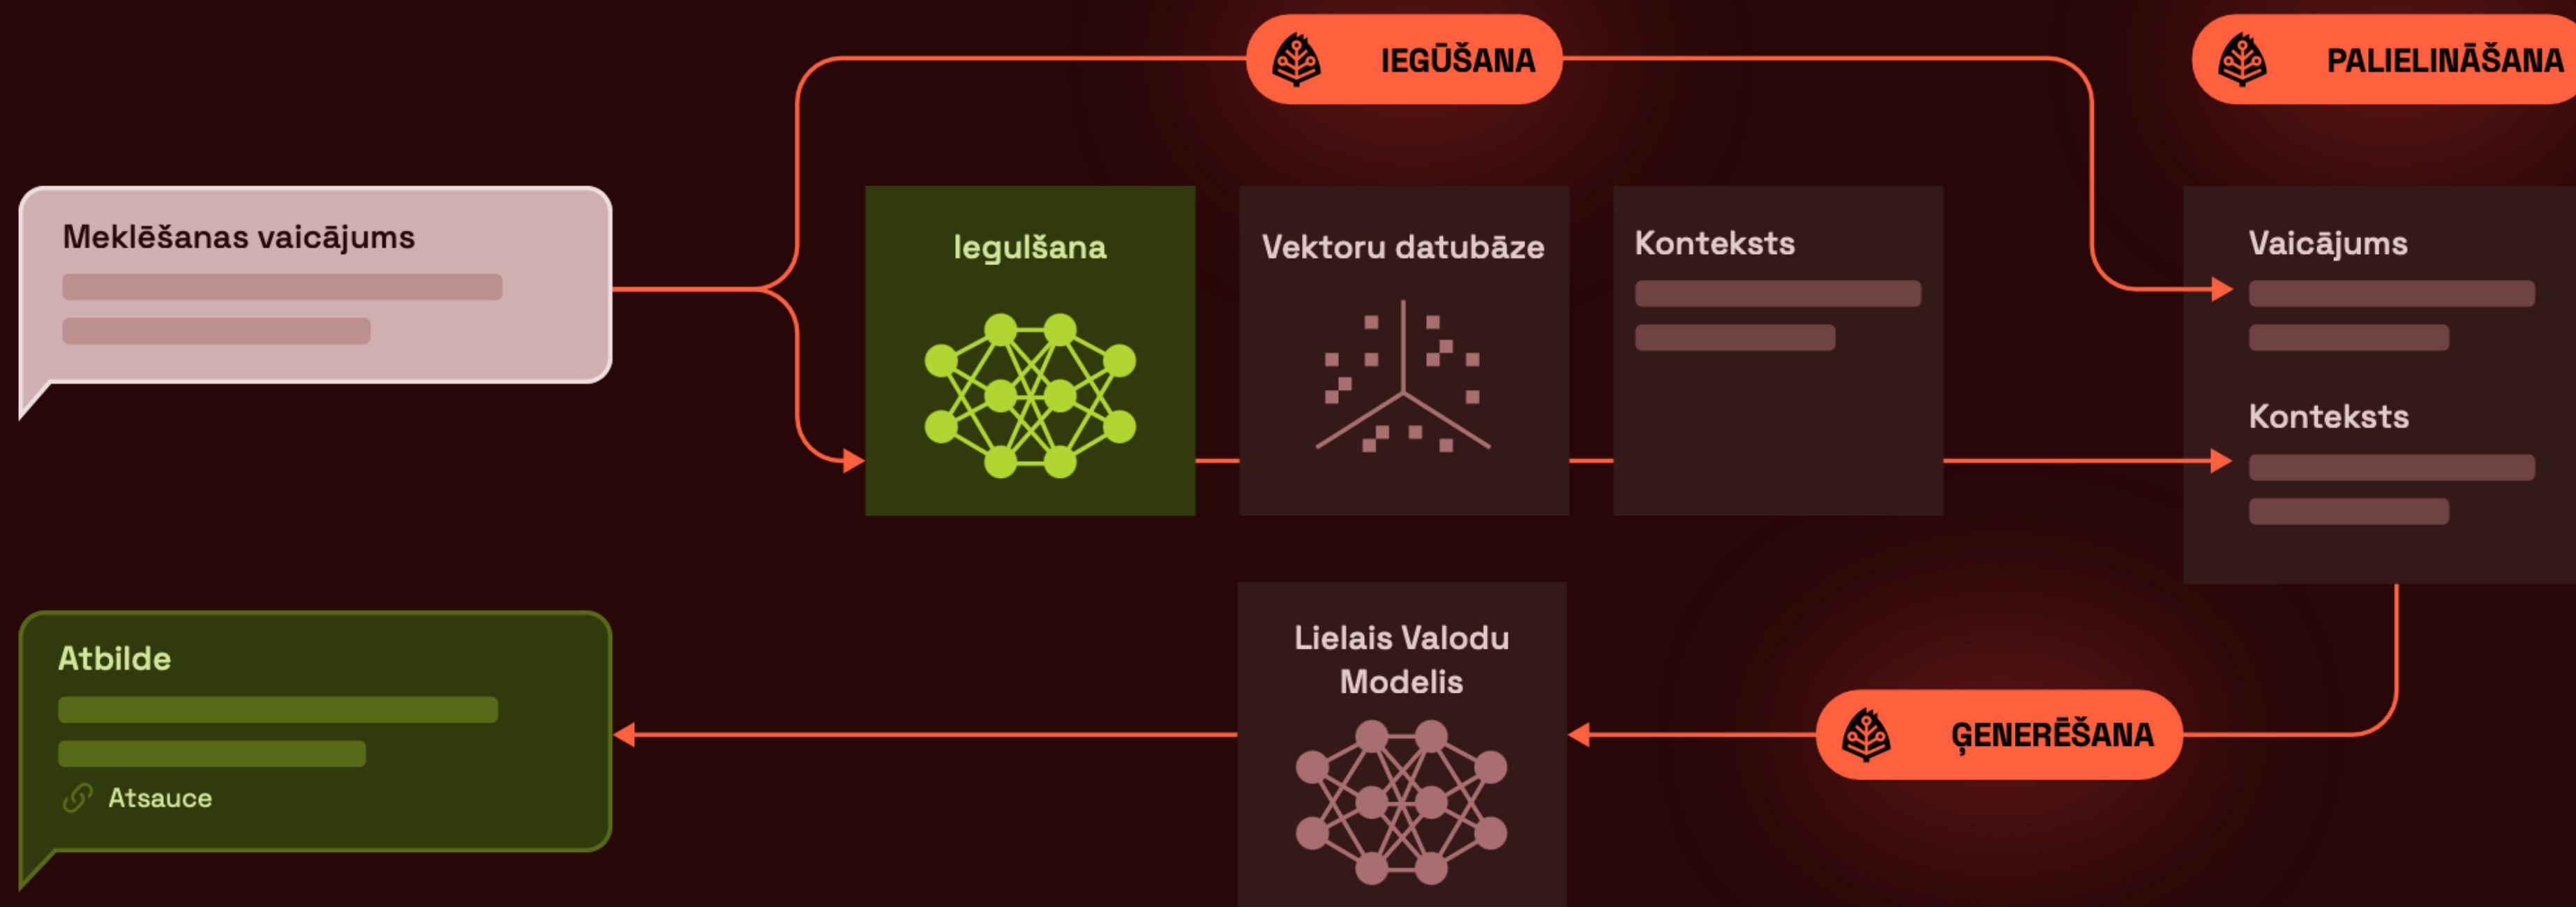 IEGŪŠANA
PALIELINĀŠANA
Meklēšanas vaicājums
Iegulšana
Vektoru datubāze
Konteksts
Vaicājums
Konteksts
Lielais Valodu
Modelis
Atbilde
Atsauce
ĢENERĒŠANA